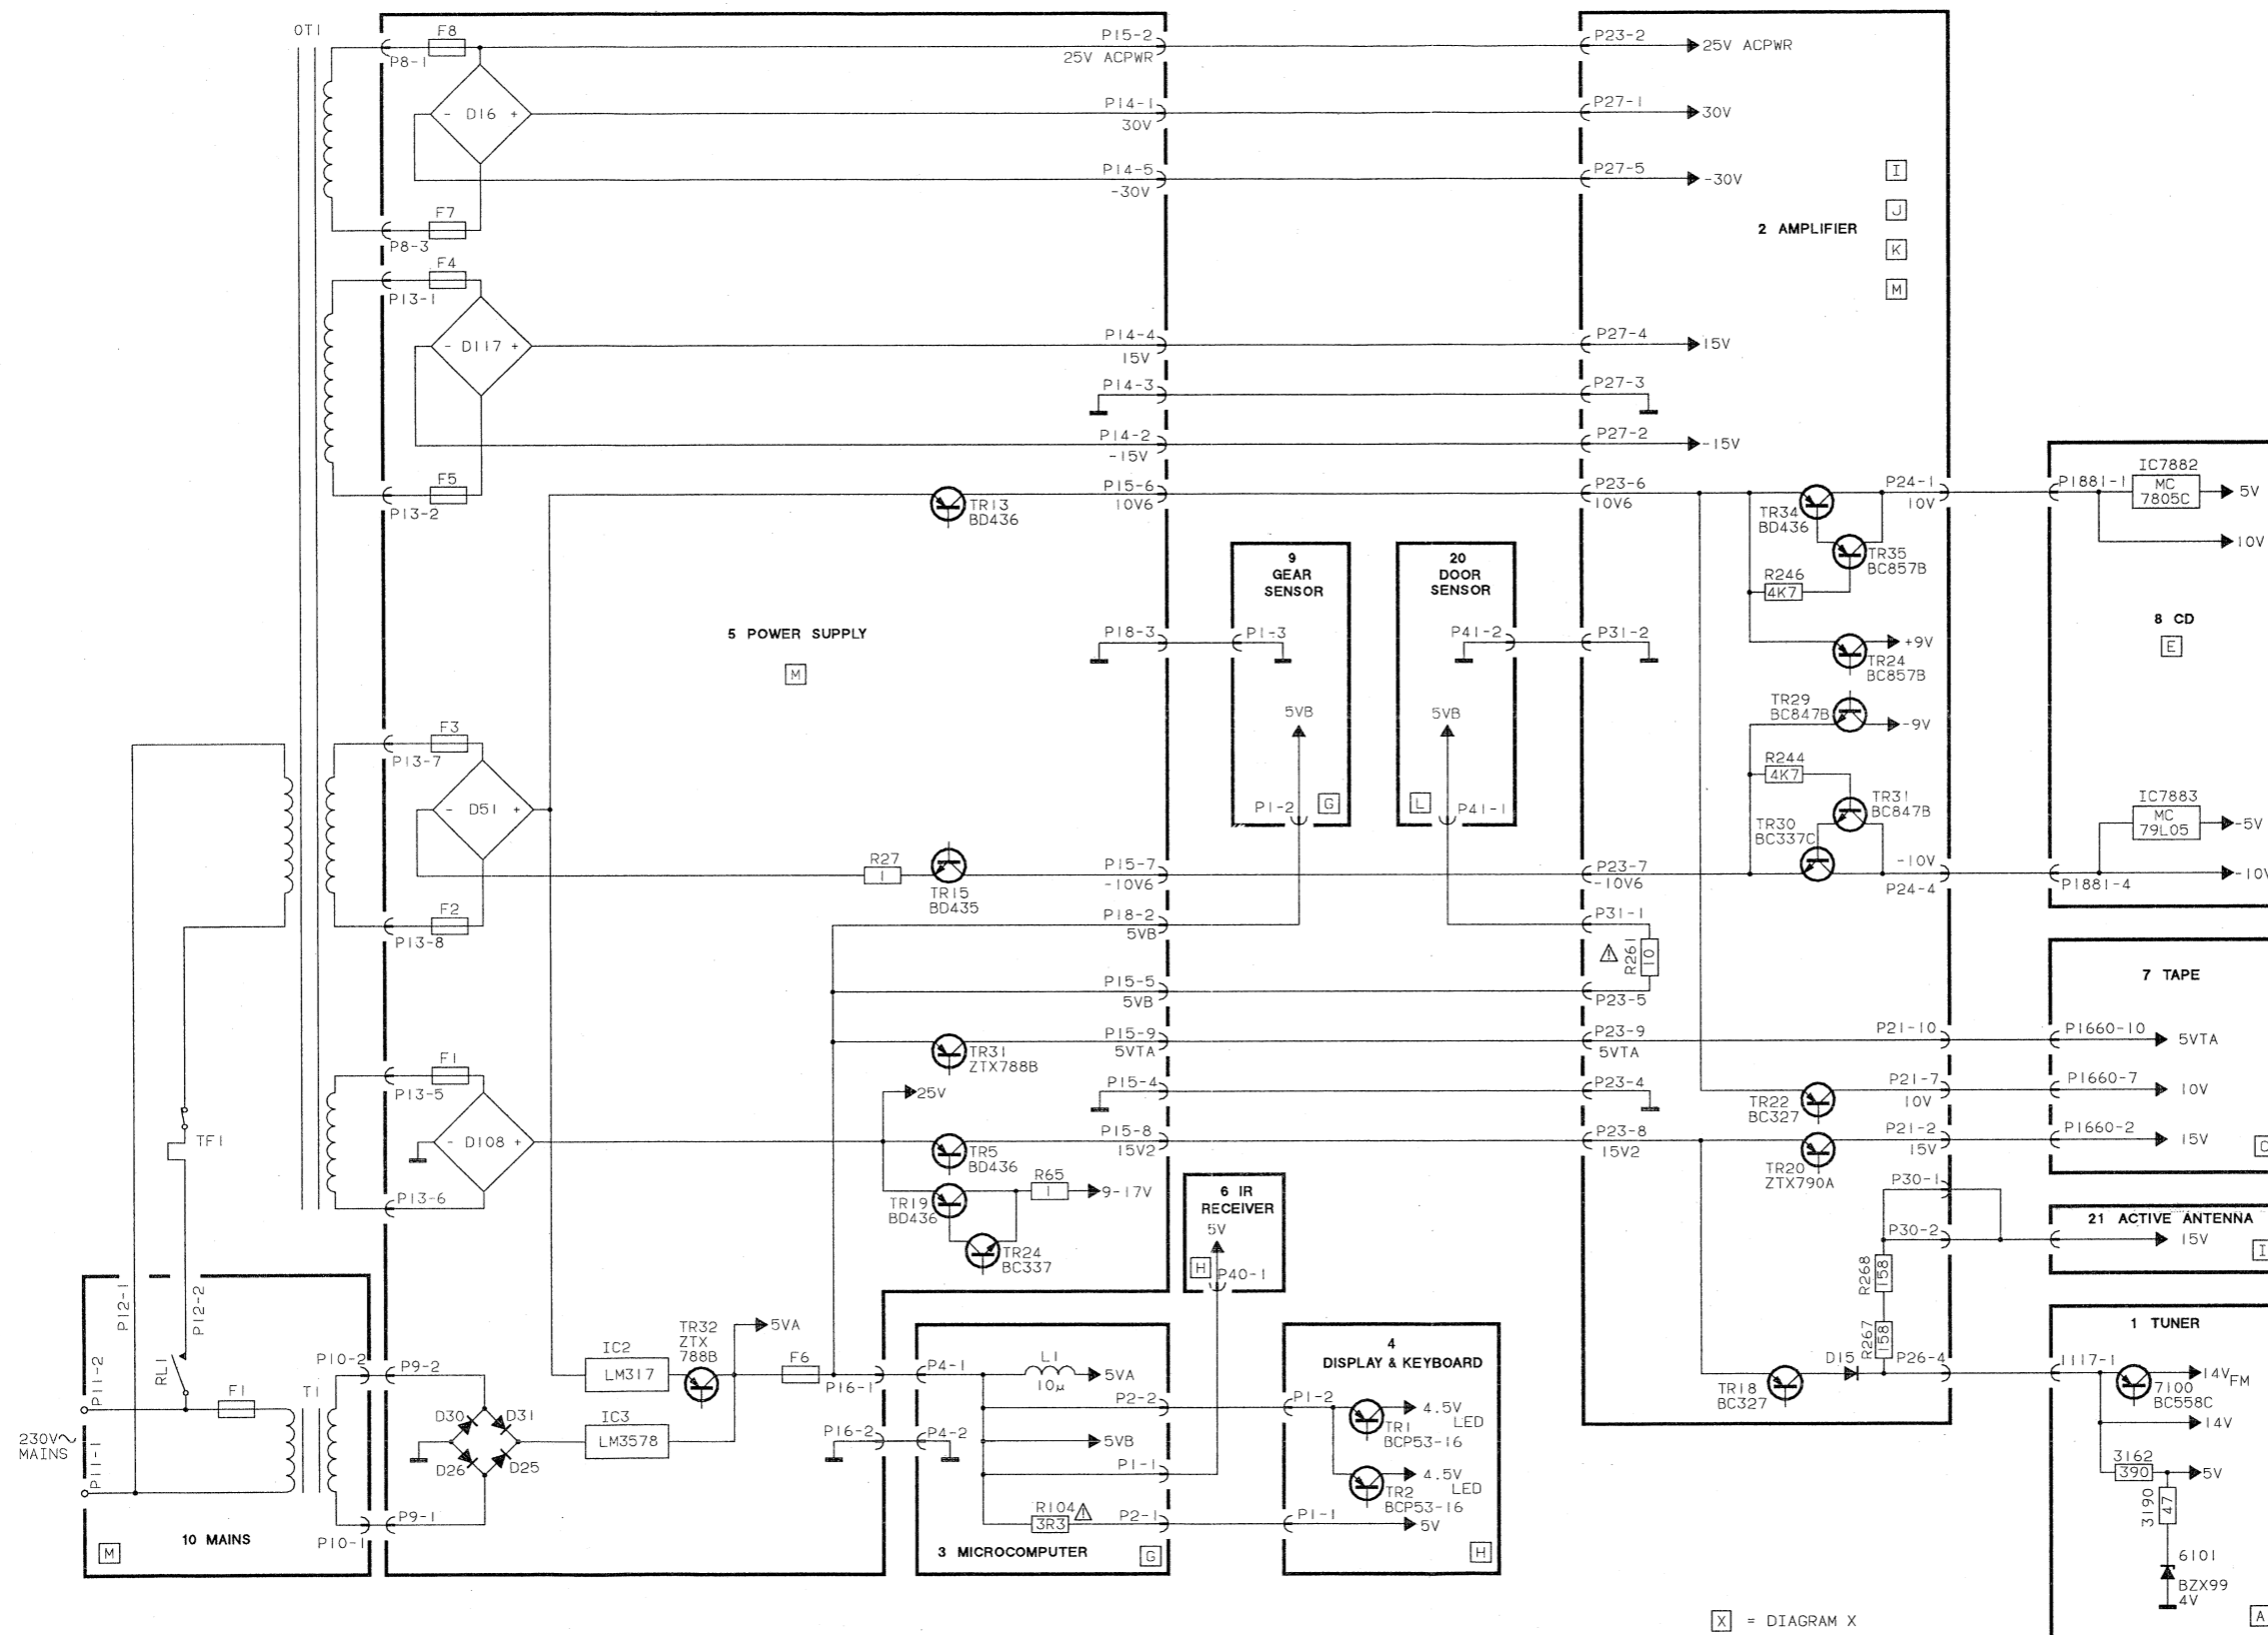 OT1
F8
P8-1
D16
- +
F7
P8-3
F4
P13-1
D117
- +
F5
P13-2
P15-2
25V ACPWR
P14-1
30V
P14-5
-30V
P14-4
15V
P14-3
P14-2
-15V
P15-6
10V6
TR13
BD436
5 POWER SUPPLY
M
P18-3
F3
P13-7
D51
- +
F2
P13-8
R27
1
TR15
BD435
P15-7
-10V6
P18-2
5VB
P15-5
5VB
P15-9
5VTA
TR31
ZTX788B
P15-4
25V
F1
P13-5
D108
- +
P13-6
TR5
BD436
P15-8
15V2
R65
1
9-17V
TR19
BD436
TR24
BC337
TF1
P12-1
P12-2
P11-2
P11-1
RL1
F1
T1
230V~
MAINS
10 MAINS
M
P10-2
P10-1
P9-2
P9-1
D30
D31
D26
D25
IC2
LM317
IC3
LM3578
TR32
ZTX
788B
5VA
F6
P16-1
P16-2
P4-1
P4-2
L1
10µ
5VA
P2-2
5VB
P1-1
R104
3R3
P2-1
3 MICROCOMPUTER
G
6 IR
RECEIVER
5V
H
P40-1
4
DISPLAY & KEYBOARD
P1-2
4.5V
LED
TR1
BCP53-16
4.5V
LED
TR2
BCP53-16
P1-1
5V
H
9
GEAR
SENSOR
P1-3
5VB
P1-2
G
20
DOOR
SENSOR
P41-2
5VB
L
P41-1
P23-2
25V ACPWR
P27-1
30V
P27-5
-30V
I
J
K
M
2 AMPLIFIER
P27-4
15V
P27-3
P27-2
-15V
P23-6
10V6
TR34
BD436
P24-1
10V
TR35
BC857B
R246
4K7
P31-2
+9V
TR24
BC857B
TR29
BC847B
-9V
R244
4K7
TR31
BC847B
TR30
BC337C
-10V
P24-4
P23-7
-10V6
P31-1
R261
10
P23-5
P23-9
5VTA
P21-10
P23-4
TR22
BC327
P21-7
10V
P23-8
15V2
P21-2
15V
TR20
ZTX790A
P30-1
P30-2
R268
158
R267
158
D15
P26-4
TR18
BC327
P1881-1
IC7882
MC
7805C
5V
10V
8 CD
E
IC7883
MC
79L05
-5V
P1881-4
-10V
7 TAPE
P1660-10
5VTA
P1660-7
10V
P1660-2
15V
21 ACTIVE ANTENNA
15V
I
1 TUNER
1117-1
14VFM
7100
BC558C
14V
3162
390
5V
3190
47
6101
BZX99
4V
A
X = DIAGRAM X